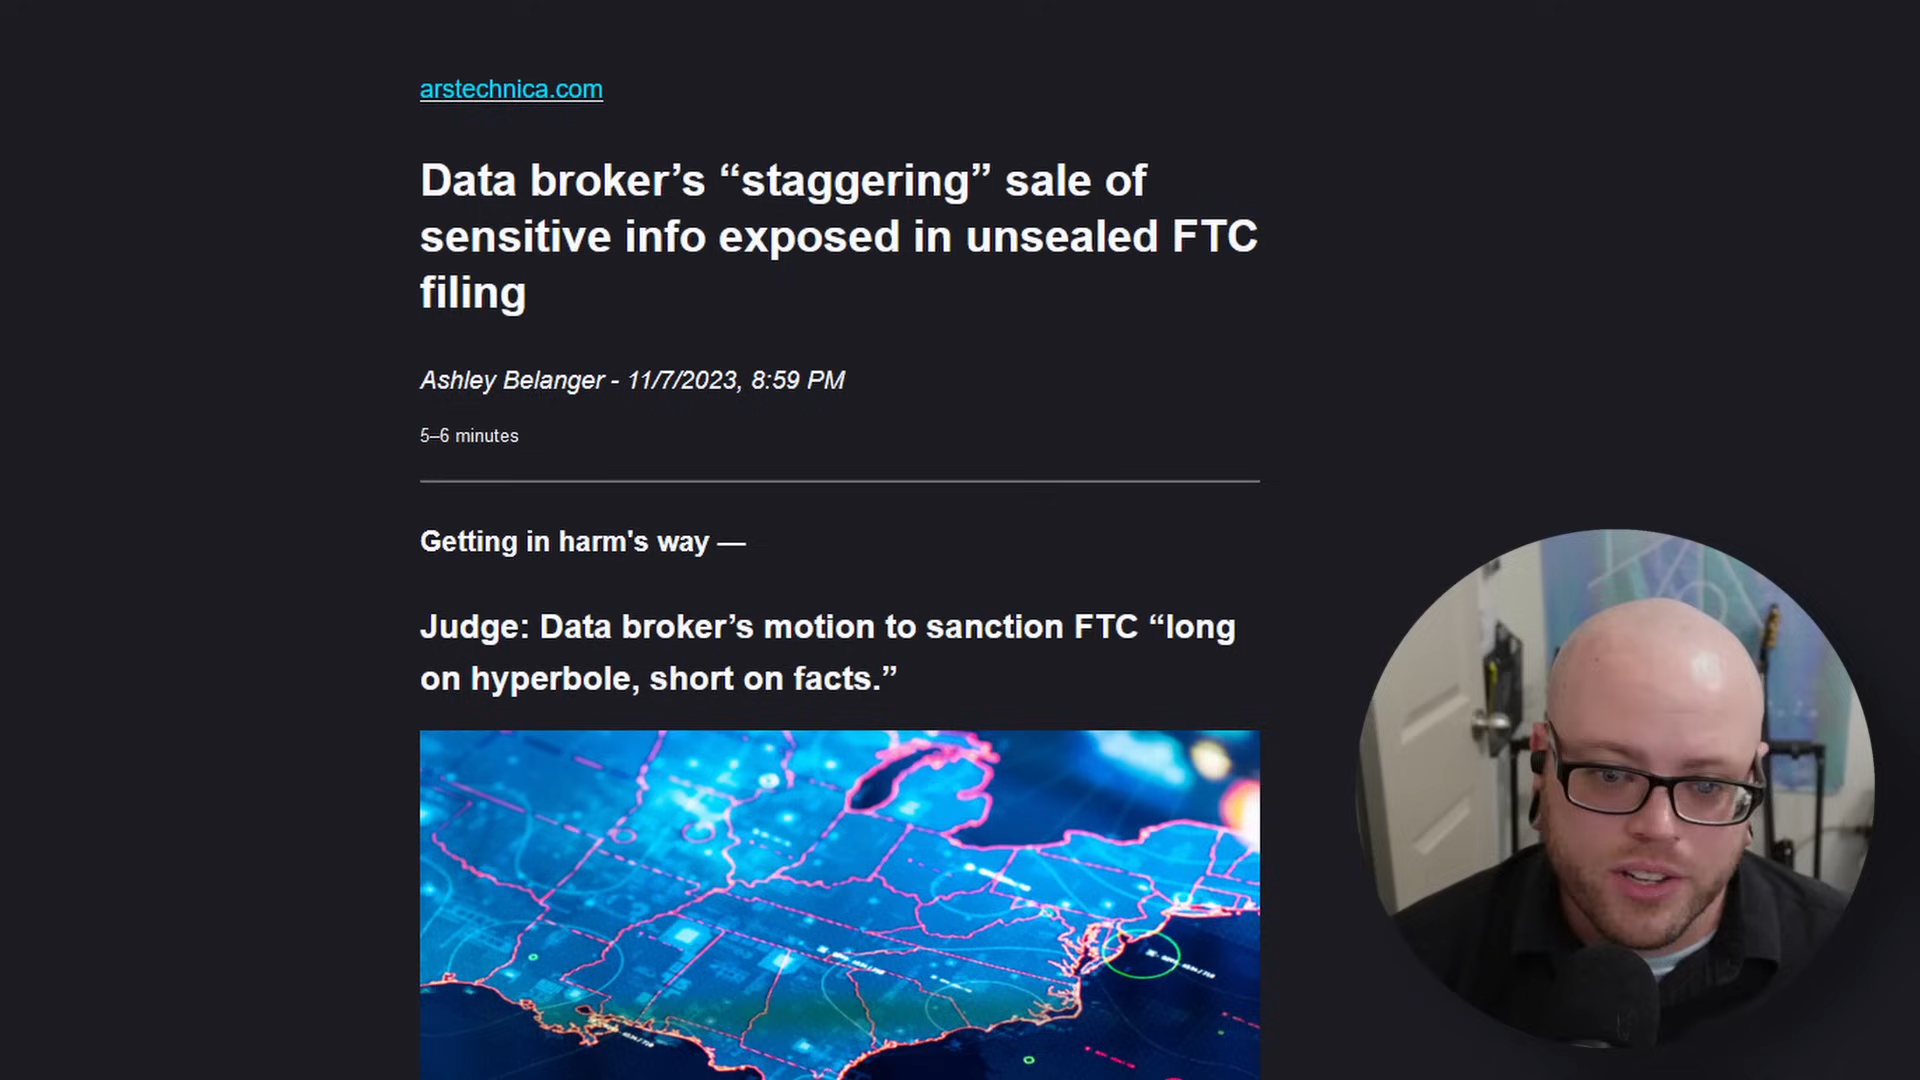 arstechnica.com
Data broker’s “staggering” sale of
sensitive info exposed in unsealed FTC
filing
Ashley Belanger - 11/7/2023, 8:59 PM
5–6 minutes
Getting in harm's way —
Judge: Data broker’s motion to sanction FTC “long
on hyperbole, short on facts.”